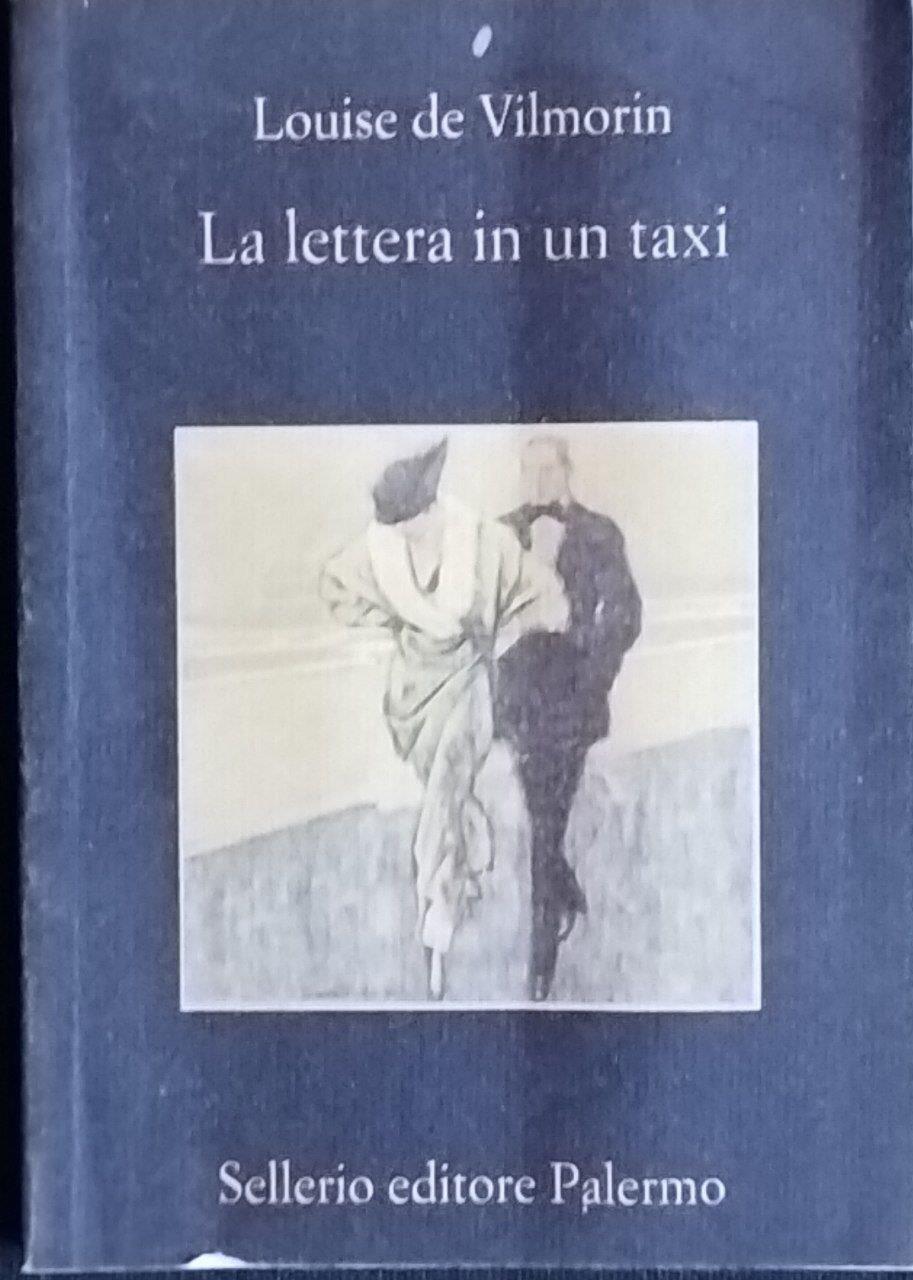 Louise de Vilmorin
La lettera in un taxi
Sellerio editore Palermo